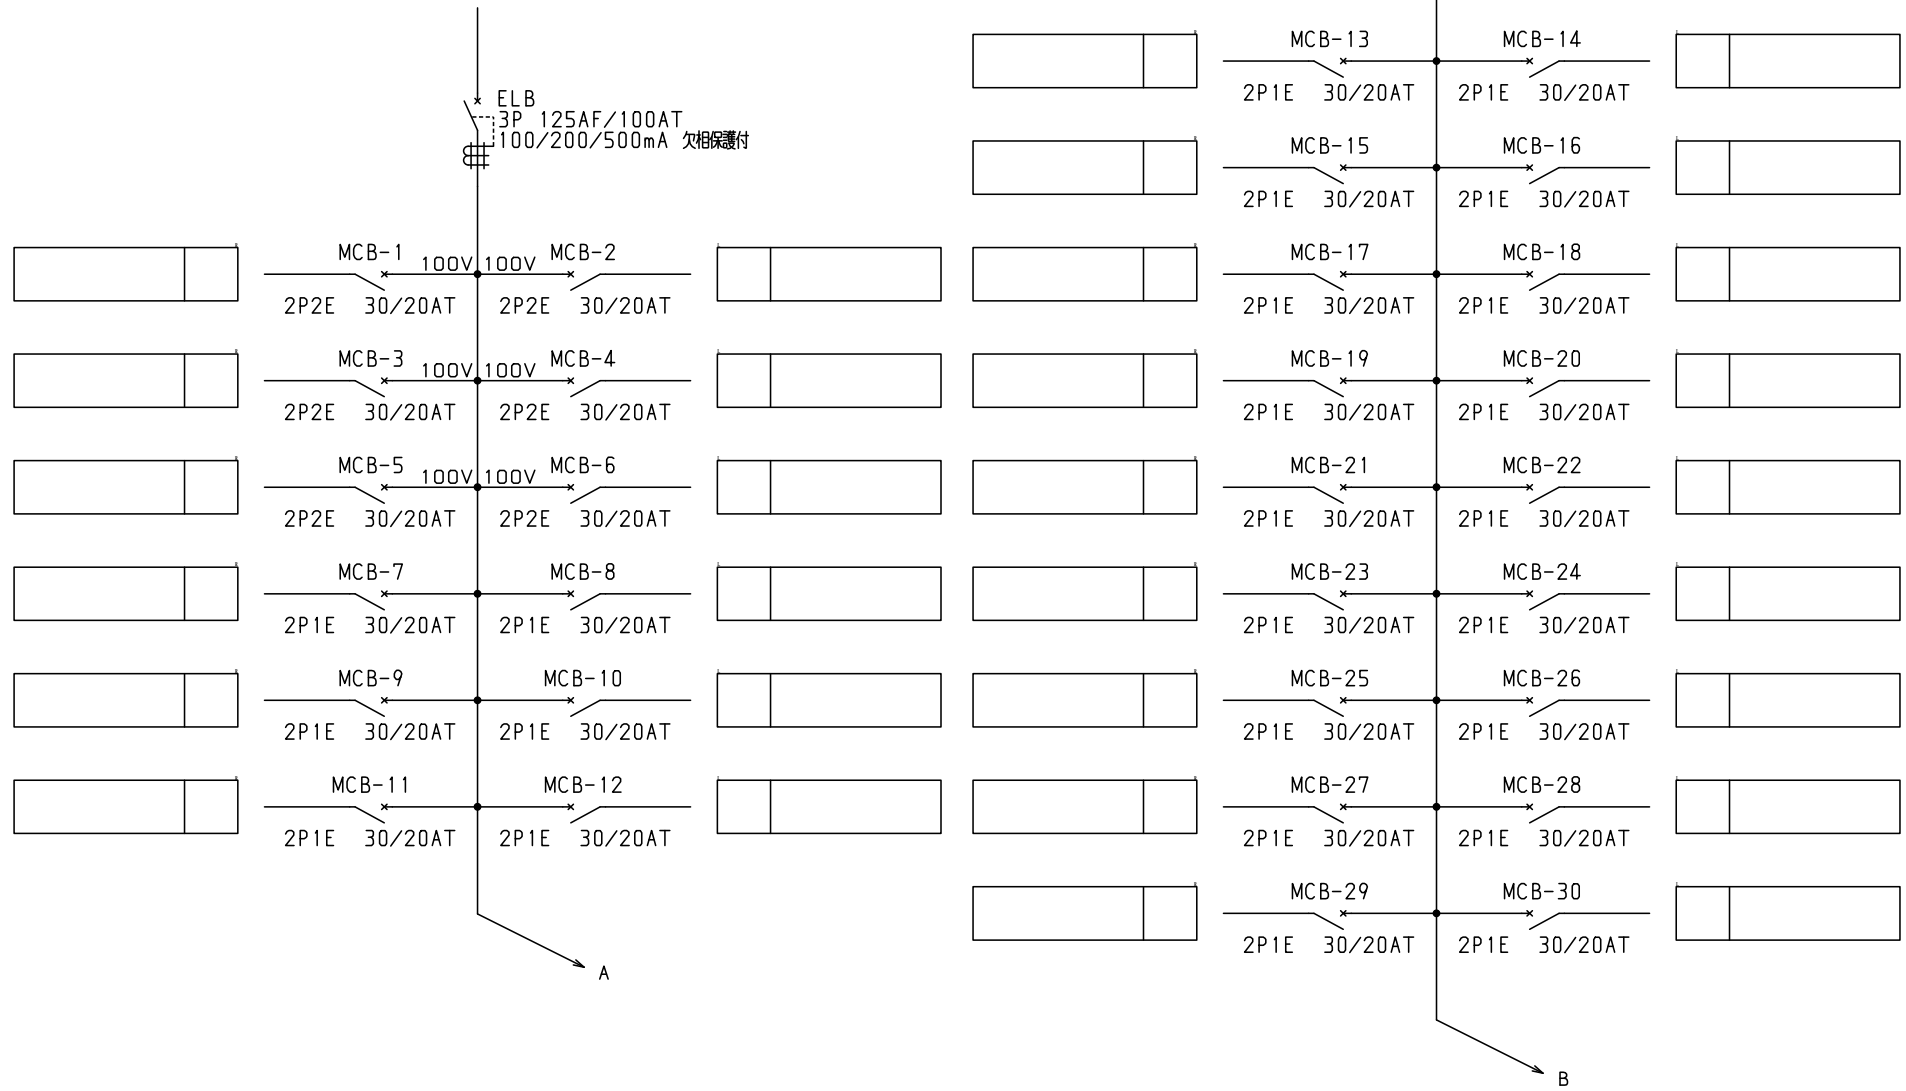 ELB
3P 125AF/100AT
100/200/500mA 欠相保護付
MCB-1 100V 100V MCB-2
2P2E 30/20AT 2P2E 30/20AT
MCB-3 100V 100V MCB-4
2P2E 30/20AT 2P2E 30/20AT
MCB-5 100V 100V MCB-6
2P2E 30/20AT 2P2E 30/20AT
MCB-7 MCB-8
2P1E 30/20AT 2P1E 30/20AT
MCB-9 MCB-10
2P1E 30/20AT 2P1E 30/20AT
MCB-11 MCB-12
2P1E 30/20AT 2P1E 30/20AT
A
MCB-13 MCB-14
2P1E 30/20AT 2P1E 30/20AT
MCB-15 MCB-16
2P1E 30/20AT 2P1E 30/20AT
MCB-17 MCB-18
2P1E 30/20AT 2P1E 30/20AT
MCB-19 MCB-20
2P1E 30/20AT 2P1E 30/20AT
MCB-21 MCB-22
2P1E 30/20AT 2P1E 30/20AT
MCB-23 MCB-24
2P1E 30/20AT 2P1E 30/20AT
MCB-25 MCB-26
2P1E 30/20AT 2P1E 30/20AT
MCB-27 MCB-28
2P1E 30/20AT 2P1E 30/20AT
MCB-29 MCB-30
2P1E 30/20AT 2P1E 30/20AT
B